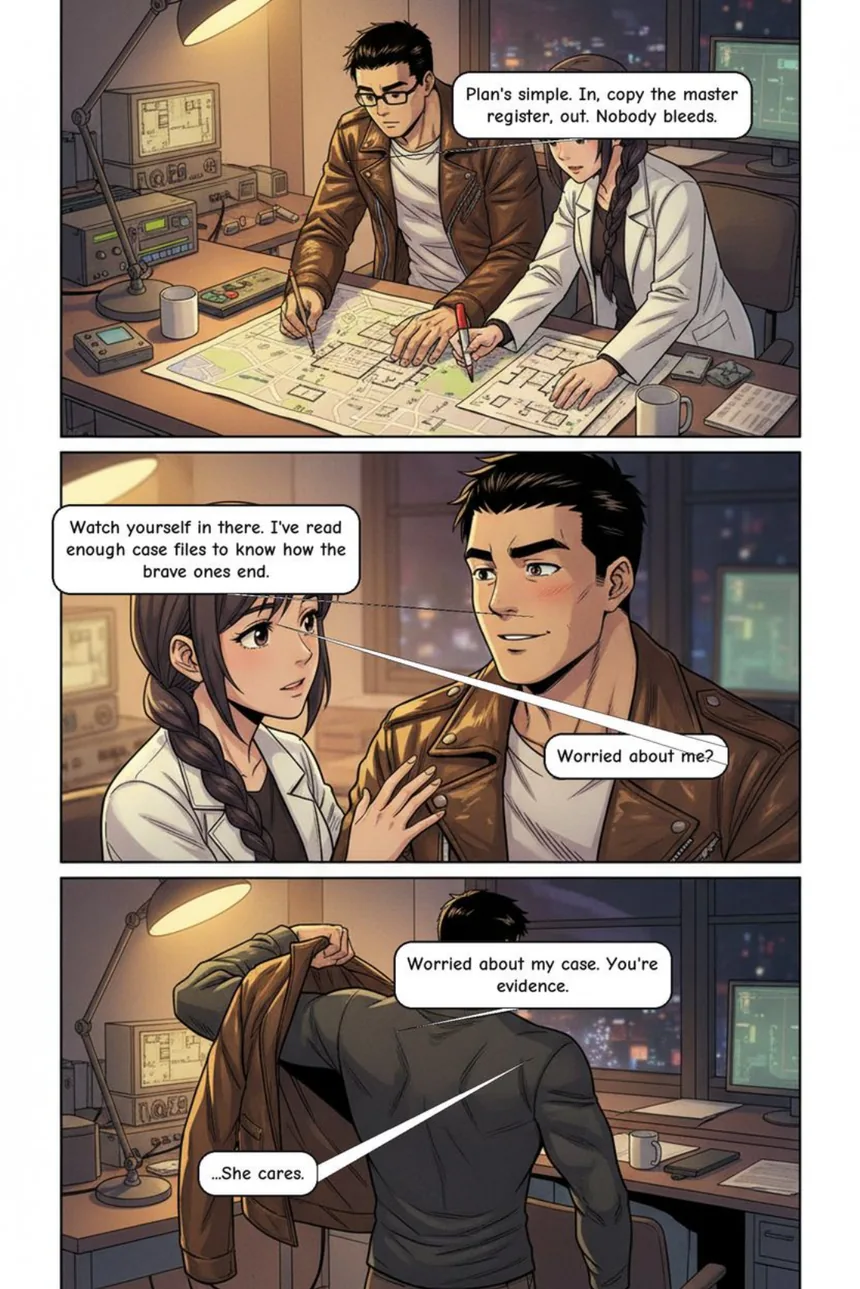 Plan's simple. In, copy the master
register, out. Nobody bleeds.
Watch yourself in there. I've read
enough case files to know how the
brave ones end.
Worried about me?
Worried about my case. You're
evidence.
...She cares.